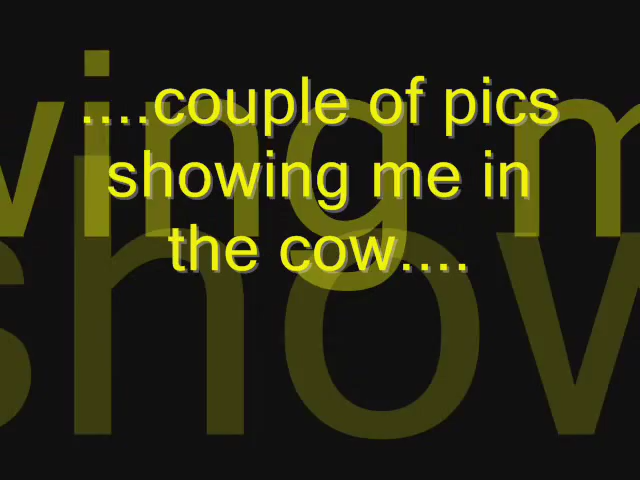 ....couple of pics
showing me in
the cow....
wing m
show